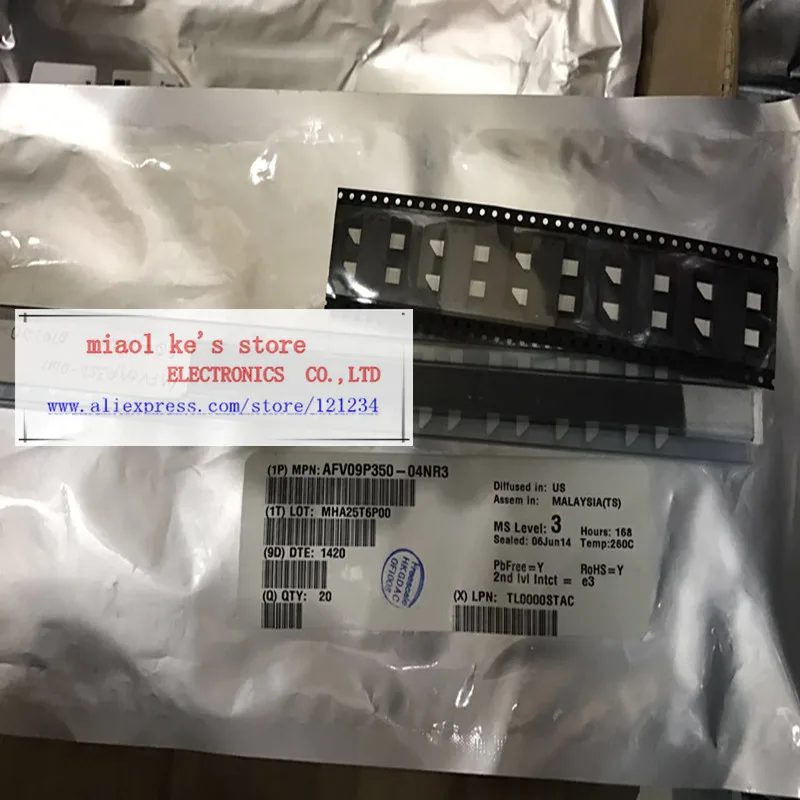 miaol ke's store
ELECTRONICS CO.,LTD
www.aliexpress.com/store/121234
(1P) MPN: AFV09P350-04NR3
(1T) LOT: MHA25T6P00
(9D) DTE: 1420
(Q) QTY: 20
Diffused in: US
Assem in: MALAYSIA(TS)
MS Level: 3 Hours: 168
Sealed: 06Jun14 Temp:260C
PbFree=Y RoHS=Y
2nd lvl Intct = e3
(X) LPN: TL0000STAC
Freescale
HKGDAC